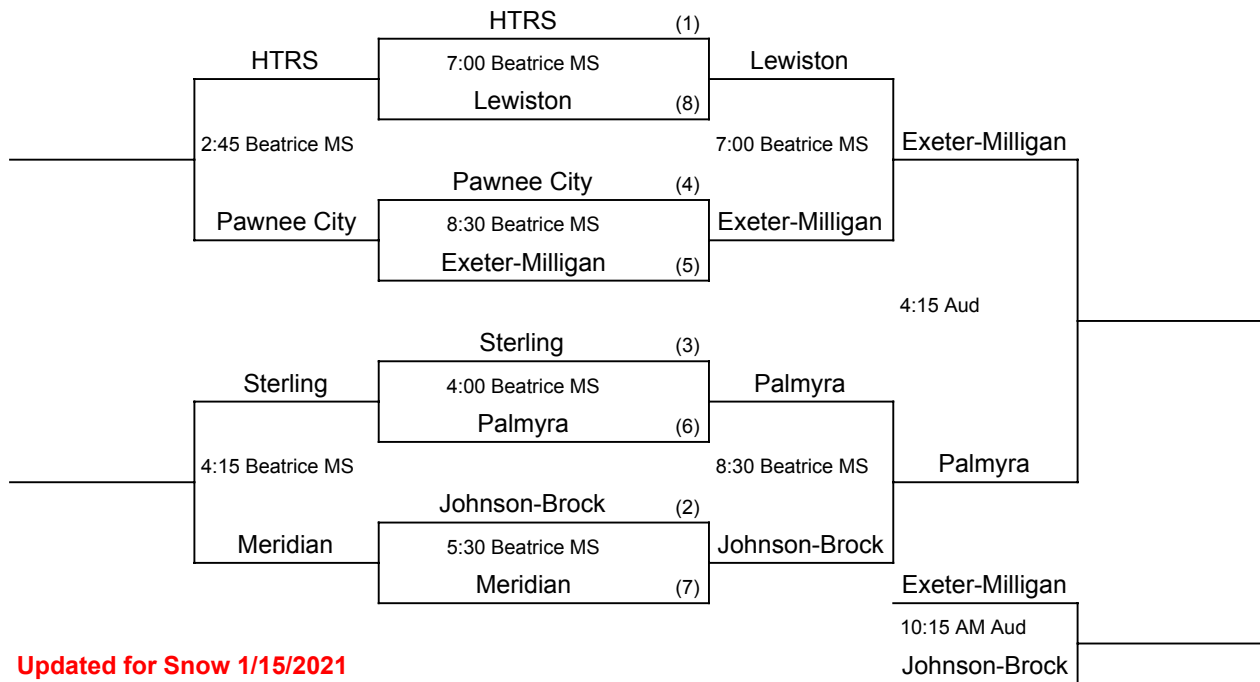 HTRS (1)
HTRS 7:00 Beatrice MS Lewiston
Lewiston (8)
2:45 Beatrice MS 7:00 Beatrice MS Exeter-Milligan
Pawnee City (4)
Pawnee City 8:30 Beatrice MS Exeter-Milligan
Exeter-Milligan (5)
4:15 Aud
Sterling (3)
Sterling 4:00 Beatrice MS Palmyra
Palmyra (6)
4:15 Beatrice MS 8:30 Beatrice MS Palmyra
Johnson-Brock (2)
Meridian 5:30 Beatrice MS Johnson-Brock
Meridian (7) Exeter-Milligan
10:15 AM Aud
Updated for Snow 1/15/2021 Johnson-Brock